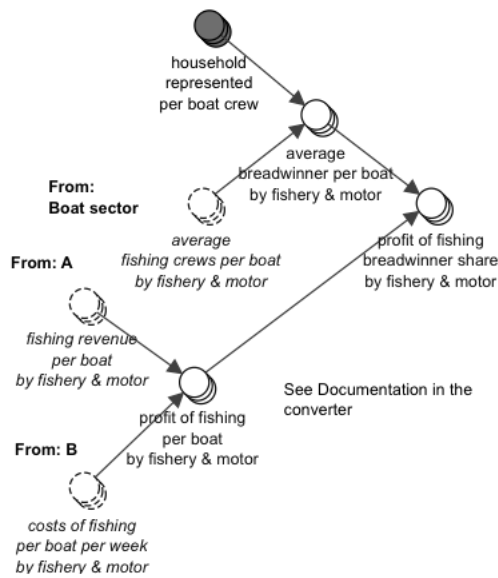 household
represented
per boat crew
average
breadwinner per boat
by fishery & motor
From:
Boat sector
average
fishing crews per boat
by fishery & motor
profit of fishing
breadwinner share
by fishery & motor
From: A
fishing revenue
per boat
by fishery & motor
See Documentation in the
converter
profit of fishing
per boat
by fishery & motor
From: B
costs of fishing
per boat per week
by fishery & motor